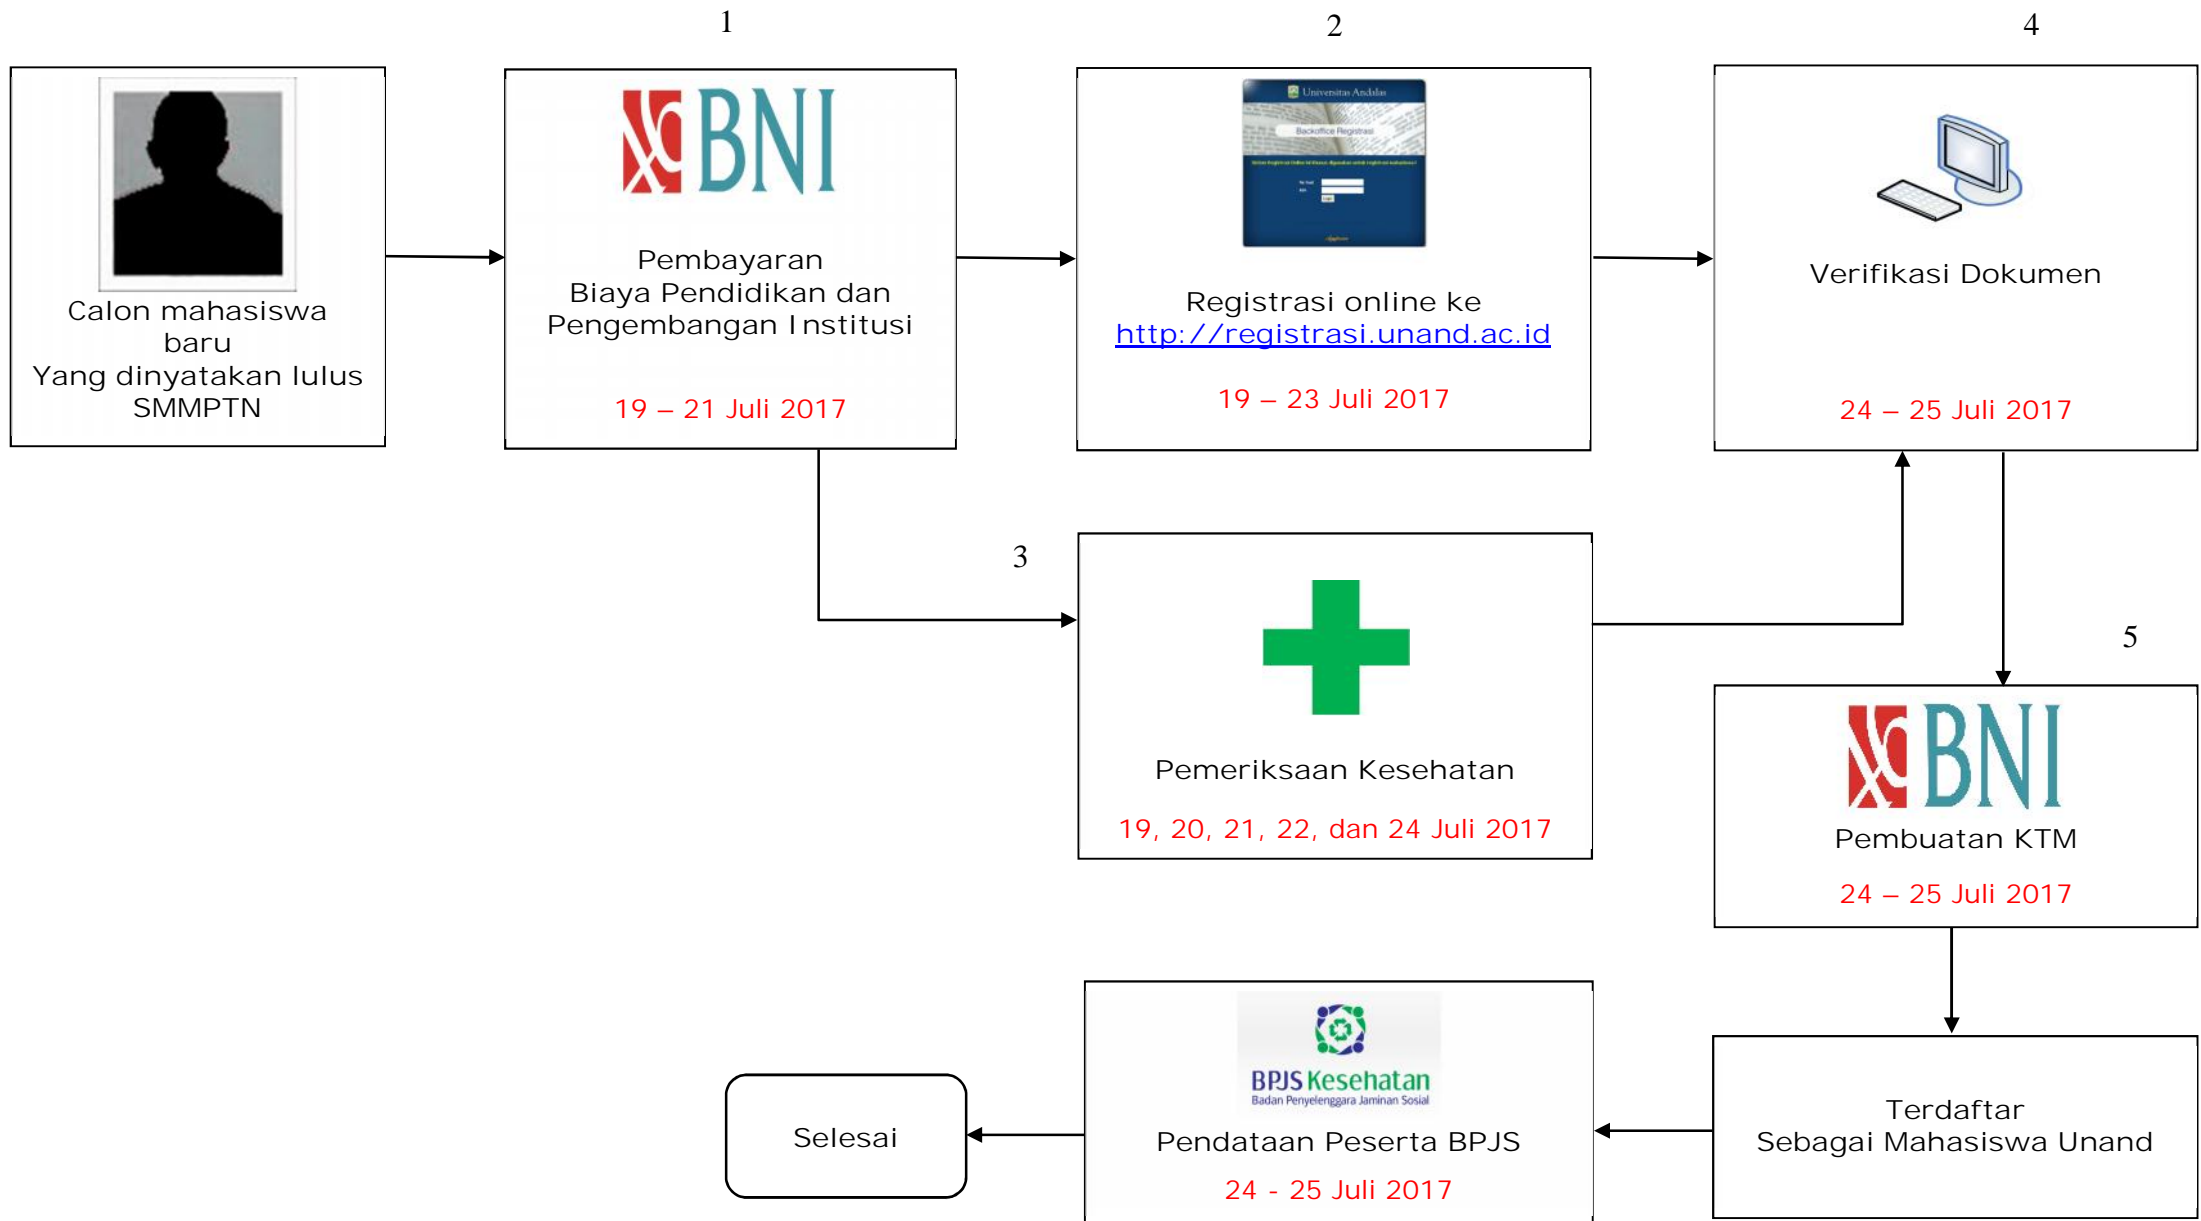 1
2
4
Calon mahasiswa
baru
Yang dinyatakan lulus
SMMPTN
BNI
Pembayaran
Biaya Pendidikan dan
Pengembangan Institusi
19 – 21 Juli 2017
Universitas Andalas
Backoffice Registrasi
Registrasi online ke
http://registrasi.unand.ac.id
19 – 23 Juli 2017
Verifikasi Dokumen
24 – 25 Juli 2017
3
Pemeriksaan Kesehatan
19, 20, 21, 22, dan 24 Juli 2017
5
BNI
Pembuatan KTM
24 – 25 Juli 2017
Terdaftar
Sebagai Mahasiswa Unand
BPJS Kesehatan
Badan Penyelenggara Jaminan Sosial
Pendataan Peserta BPJS
24 - 25 Juli 2017
Selesai